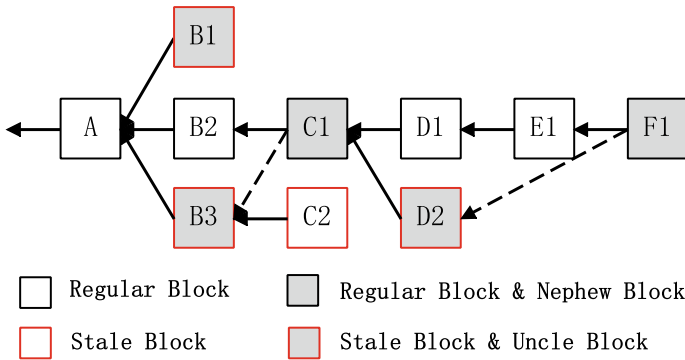 B1
A B2 C1 D1 E1 F1
B3 C2 D2
Regular Block Regular Block & Nephew Block
Stale Block Stale Block & Uncle Block